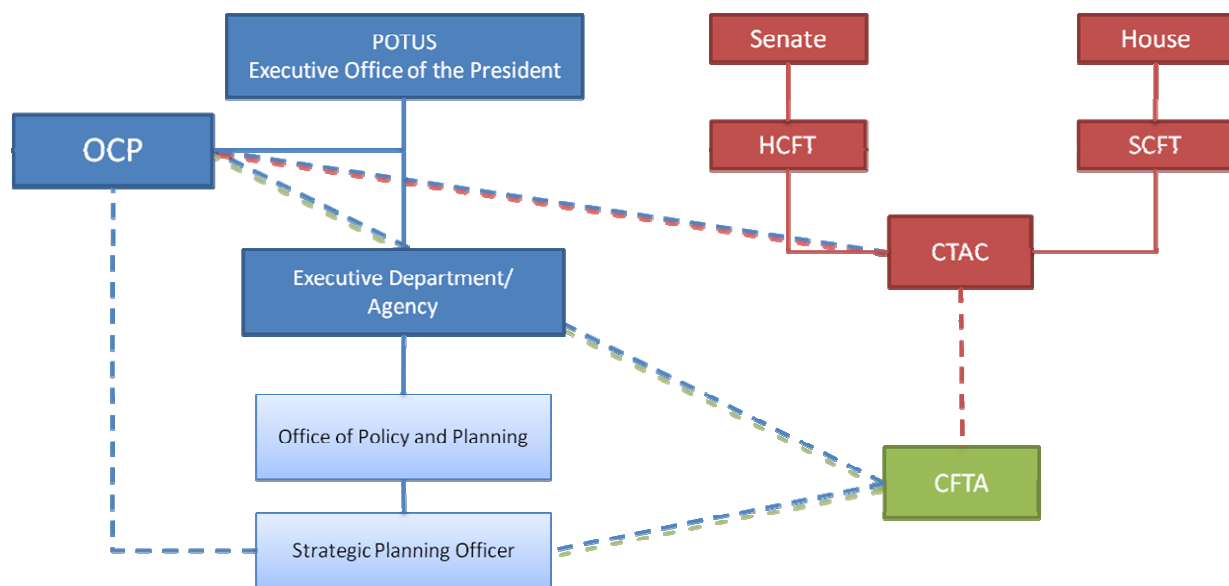 POTUS
Executive Office of the President
Senate
House
OCP
HCFT
SCFT
CTAC
Executive Department/
Agency
Office of Policy and Planning
CFTA
Strategic Planning Officer